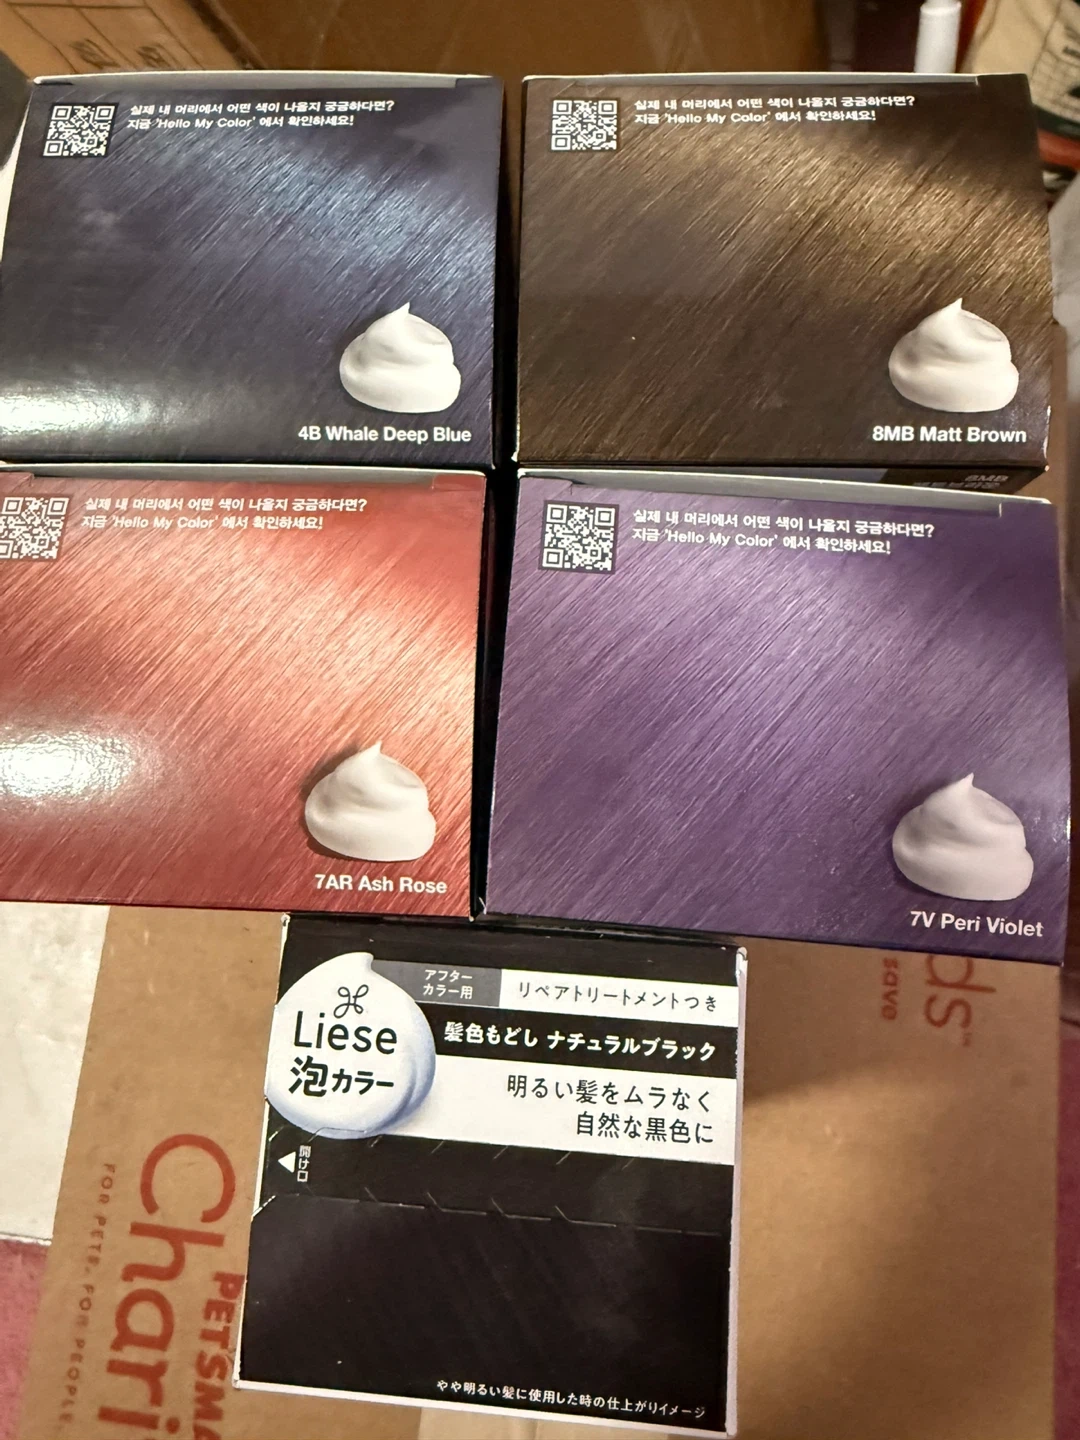 실제 내 머리에서 어떤 색이 나올지 궁금하다면?
지금 'Hello My Color' 에서 확인하세요!
4B Whale Deep Blue
실제 내 머리에서 어떤 색이 나올지 궁금하다면?
지금 'Hello My Color' 에서 확인하세요!
8MB Matt Brown
8MB
실제 내 머리에서 어떤 색이 나올지 궁금하다면?
지금 'Hello My Color' 에서 확인하세요!
7AR Ash Rose
실제 내 머리에서 어떤 색이 나올지 궁금하다면?
지금 'Hello My Color' 에서 확인하세요!
7V Peri Violet
アフター
カラー用
リペアトリートメントつき
Liese
泡カラー
髪色もどし ナチュラルブラック
明るい髪をムラなく
自然な黒色に
開け口
やや明るい髪に使用した時の仕上がりイメージ
PETSMA
Chari
FOR PETS, FOR PEOPLE
ds
save